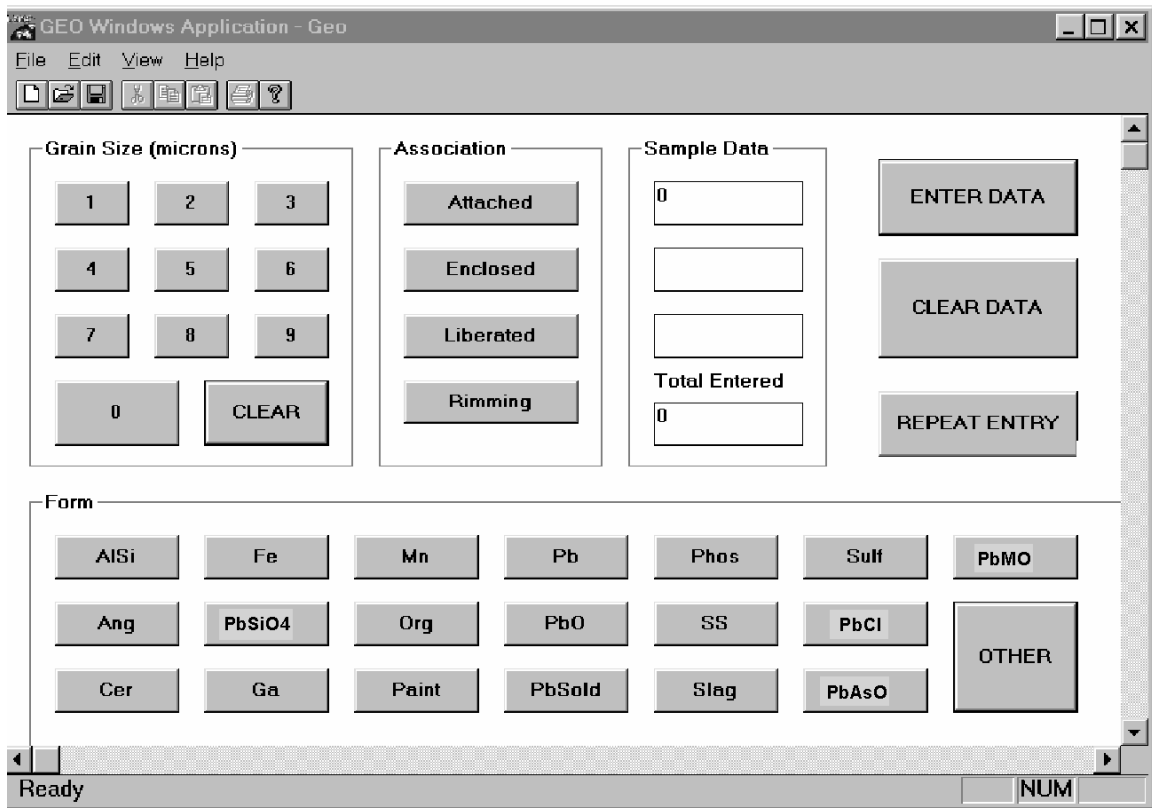 GEO Windows Application - Geo
File Edit View Help
Grain Size (microns)
1 2 3
4 5 6
7 8 9
0 CLEAR
Association
Attached
Enclosed
Liberated
Rimming
Sample Data
0
Total Entered
0
ENTER DATA
CLEAR DATA
REPEAT ENTRY
Form
AlSi Fe Mn Pb Phos Sulf PbMO
Ang PbSiO4 Org PbO SS PbCl
Cer Ga Paint PbSold Slag PbAsO
OTHER
Ready NUM